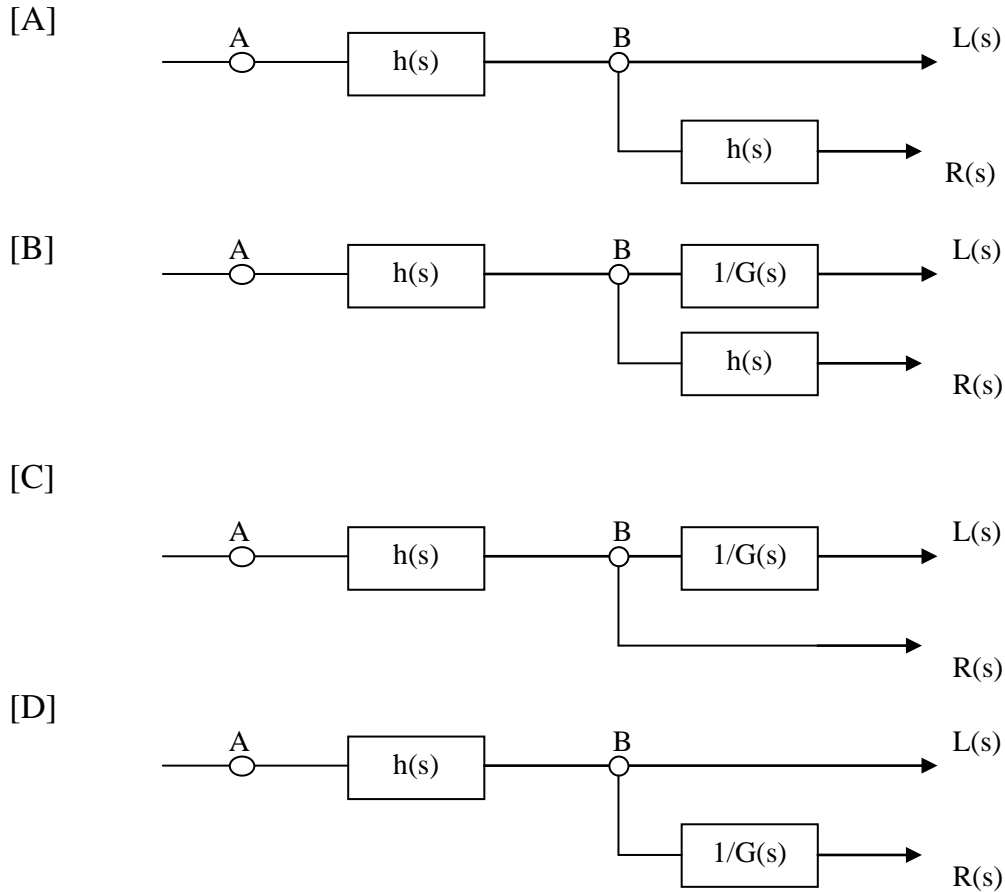 [A]
A
h(s)
B
L(s)
h(s)
R(s)
[B]
A
h(s)
B
1/G(s)
L(s)
h(s)
R(s)
[C]
A
h(s)
B
1/G(s)
L(s)
R(s)
[D]
A
h(s)
B
L(s)
1/G(s)
R(s)